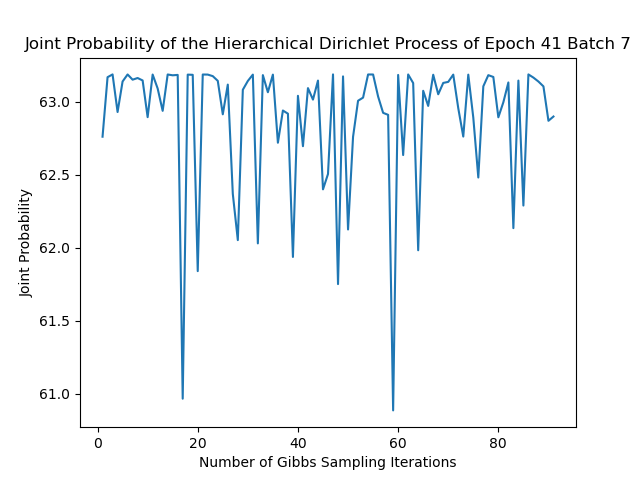 Joint Probability of the Hierarchical Dirichlet Process of Epoch 41 Batch 7
63.0
62.5
62.0
61.5
61.0
Joint Probability
0 20 40 60 80
Number of Gibbs Sampling Iterations